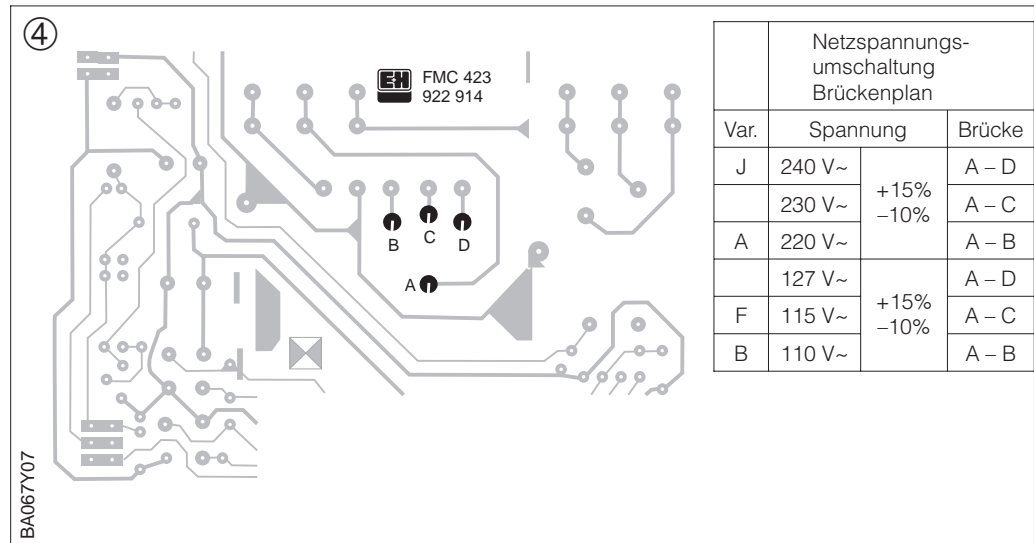 4
E+H
FMC 423
922 914
B
C
D
A
BA067Y07
Netzspannungs-
umschaltung
Brückenplan
Var. Spannung Brücke
J 240 V~ +15% –10% A – D
230 V~ A – C
A 220 V~ A – B
127 V~ +15% –10% A – D
F 115 V~ A – C
B 110 V~ A – B